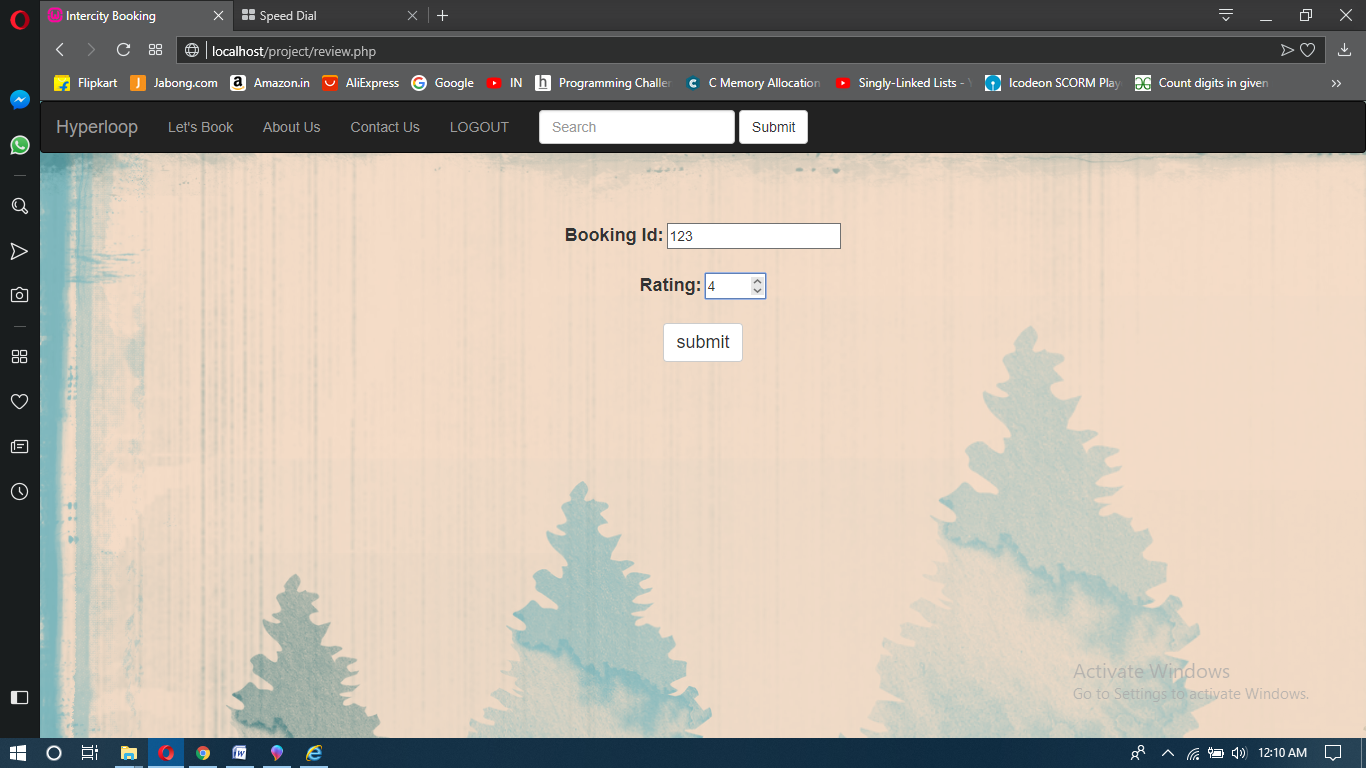 Intercity Booking
Speed Dial
localhost/project/review.php
Flipkart
Jabong.com
Amazon.in
AliExpress
Google
IN
Programming Challen
C Memory Allocation
Singly-Linked Lists -
Icodeon SCORM Play
Count digits in given
Hyperloop
Let's Book
About Us
Contact Us
LOGOUT
Search
Submit
Booking Id: 123
Rating: 4
submit
Activate Windows
Go to Settings to activate Windows.
12:10 AM